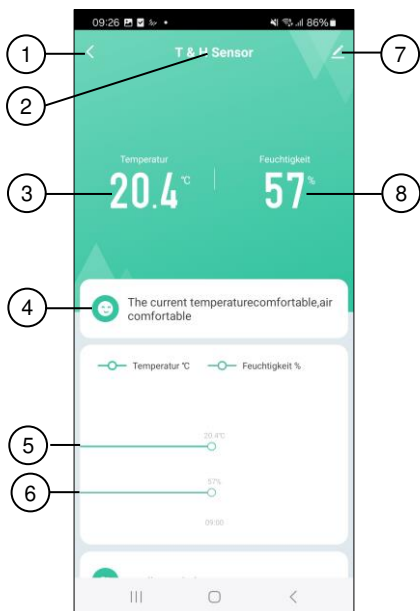 09:26 86%
1
T & H Sensor
7
2
Temperatur
Feuchtigkeit
3
20.4 °C
57 %
8
4
The current temperaturecomfortable,air
comfortable
Temperatur ℃ Feuchtigkeit %
20.4℃
5
57%
6
09:00